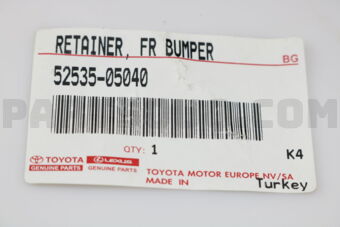 RETAINER, FR BUMPER
BG
52535-05040
QTY: 1
K4
TOYOTA
GENUINE PARTS
LEXUS
GENUINE PARTS
TOYOTA MOTOR EUROPE NV/SA
MADE IN Turkey